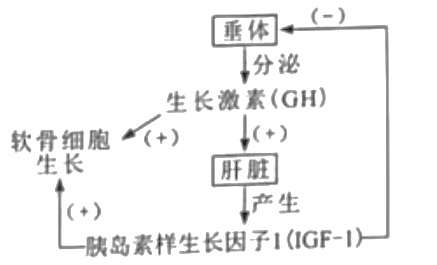 垂体
(-)
分泌
生长激素(GH)
(+)
(+)
软骨细胞
生长
肝脏
产生
(+)
胰岛素样生长因子1(IGF-1)